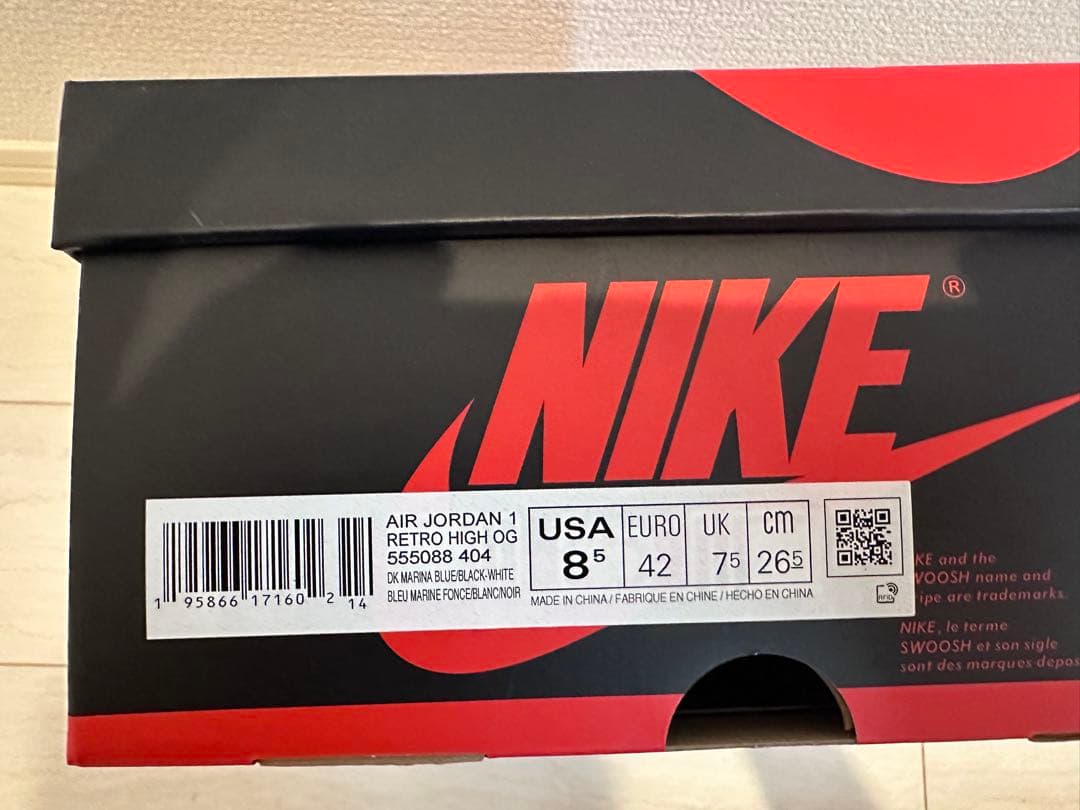 NIKE®
AIR JORDAN 1
RETRO HIGH OG
555088 404
DK MARINA BLUE/BLACK-WHITE
BLEU MARINE FONCE/BLANC/NOIR
1 95866 17160 2 14
USA EURO UK cm
8⁵ 42 7⁵ 26⁵
MADE IN CHINA / FABRIQUE EN CHINE / HECHO EN CHINA
RFID
KE and the
WOOSH name and
ipe are trademarks.
NIKE, le terme
SWOOSH et son sigle
sont des marques depos